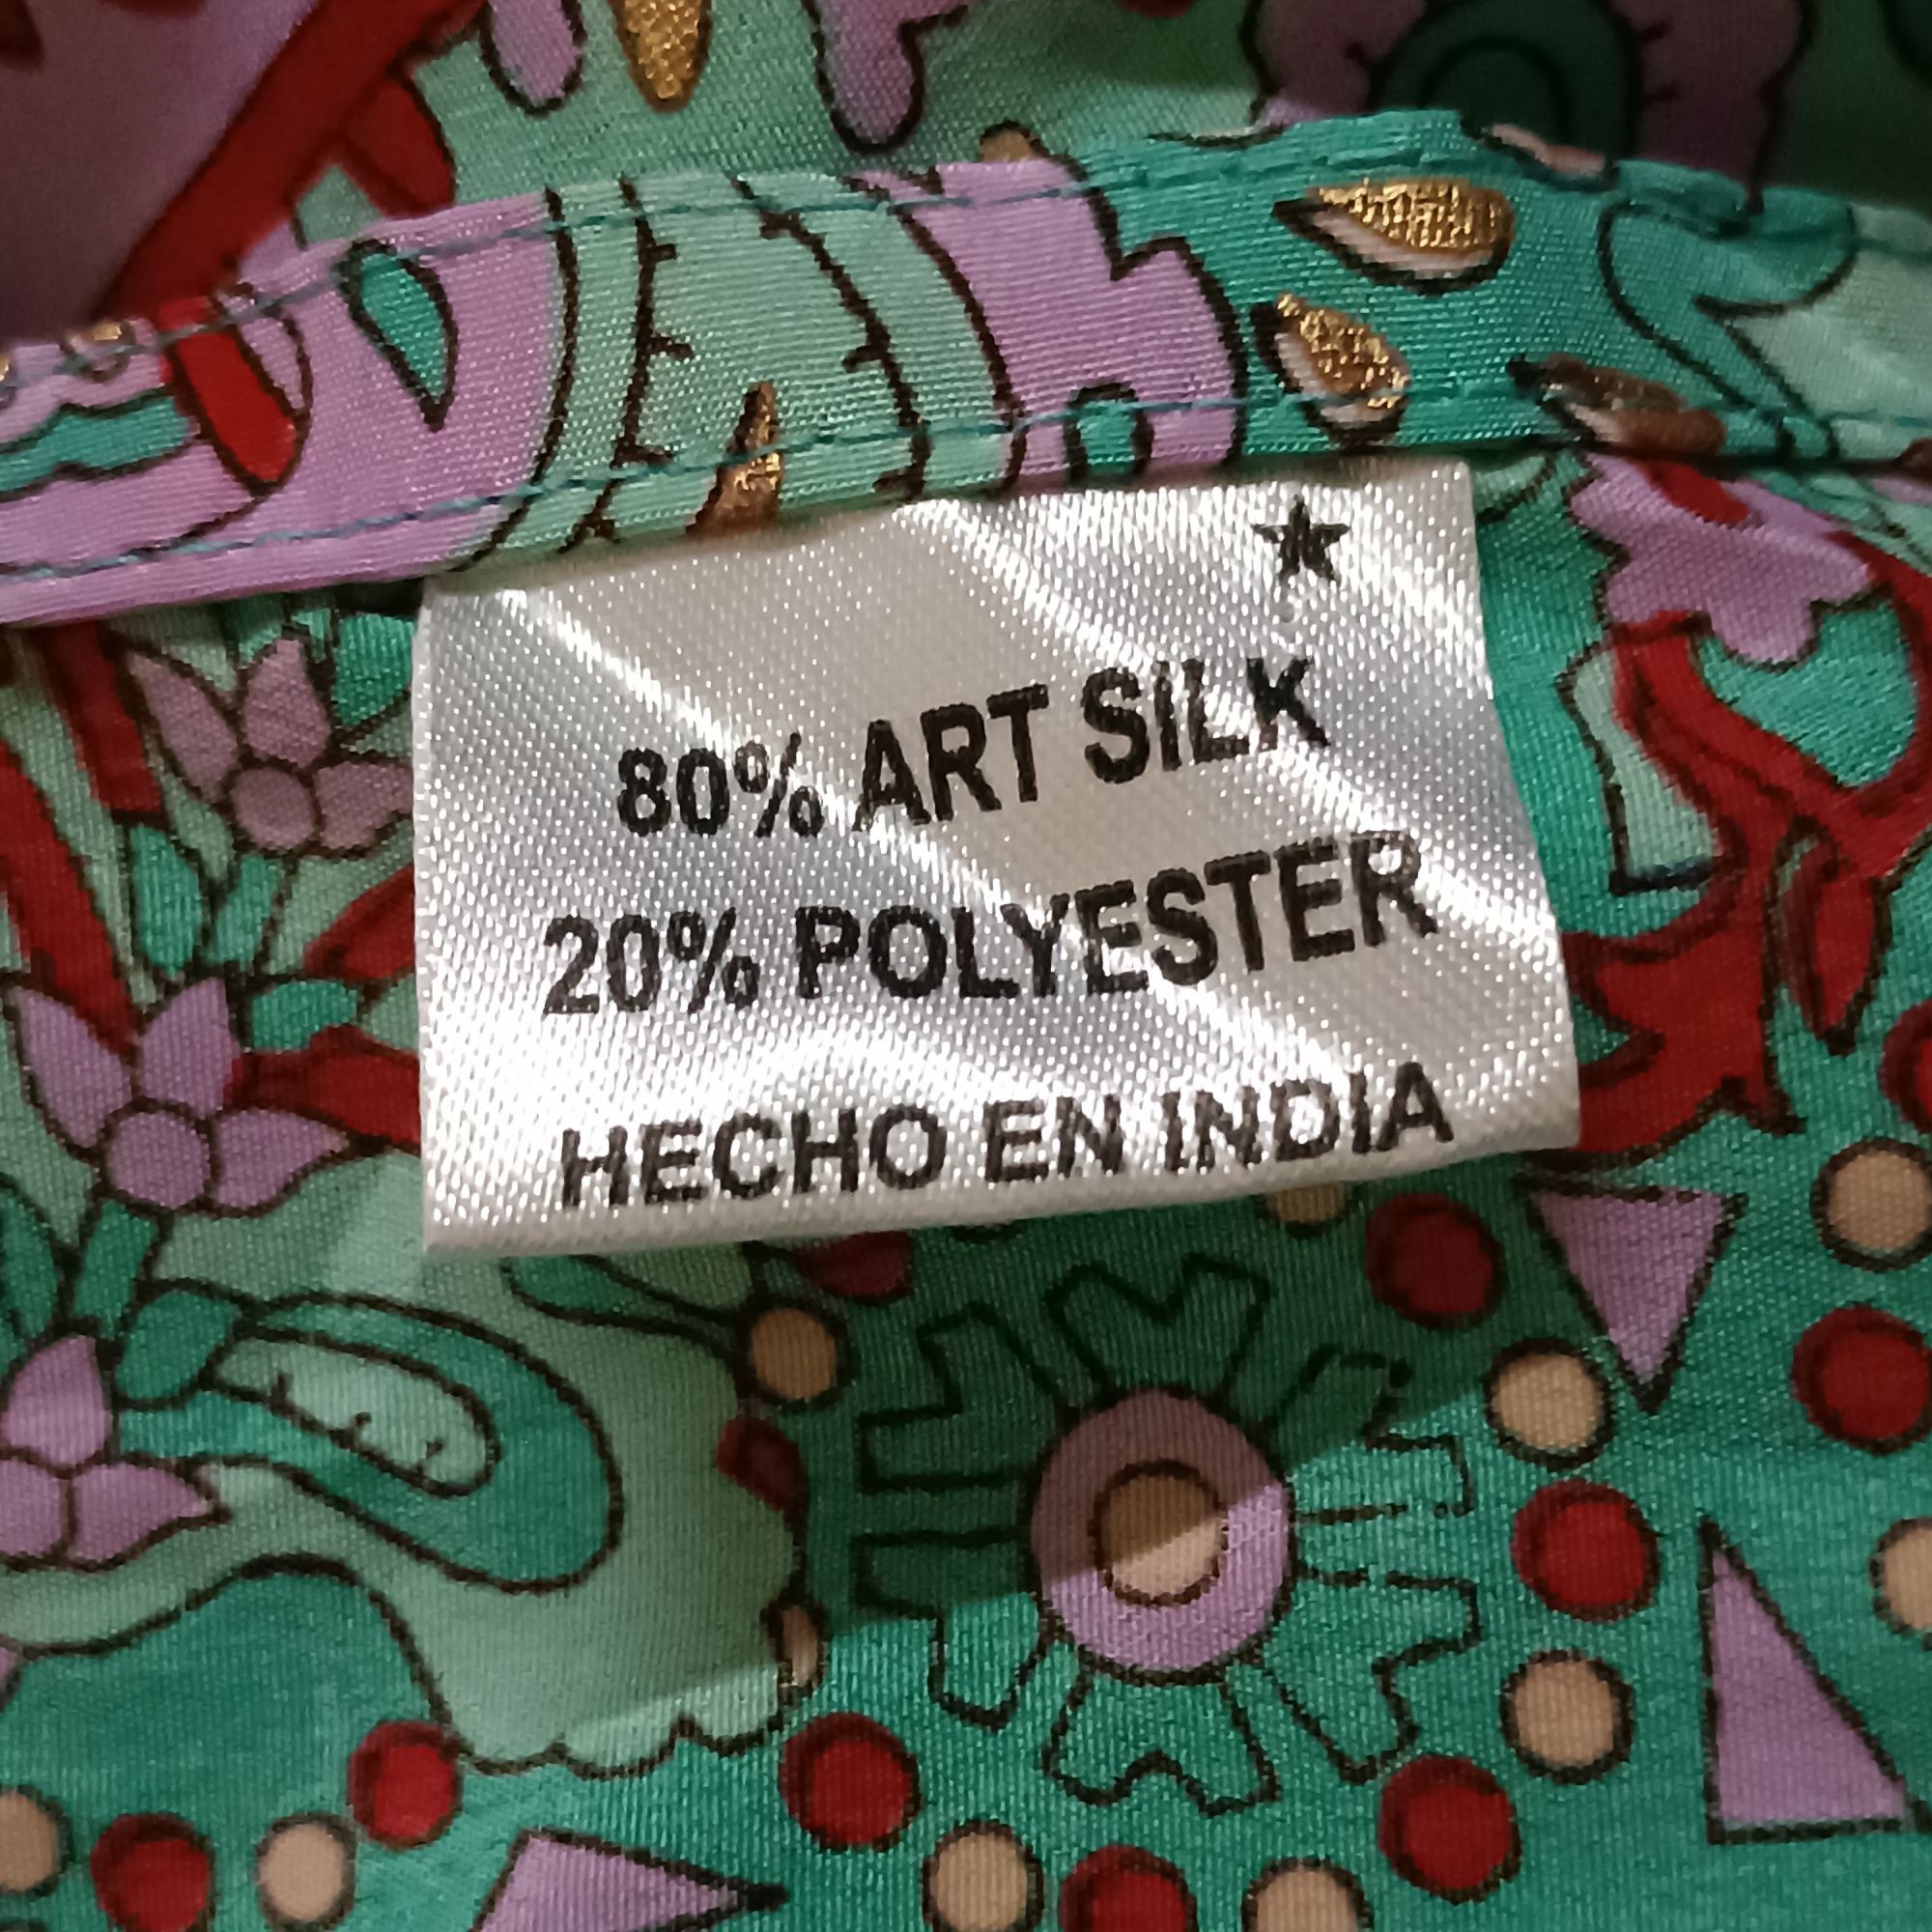 80% ART SILK
20% POLYESTER
HECHO EN INDIA